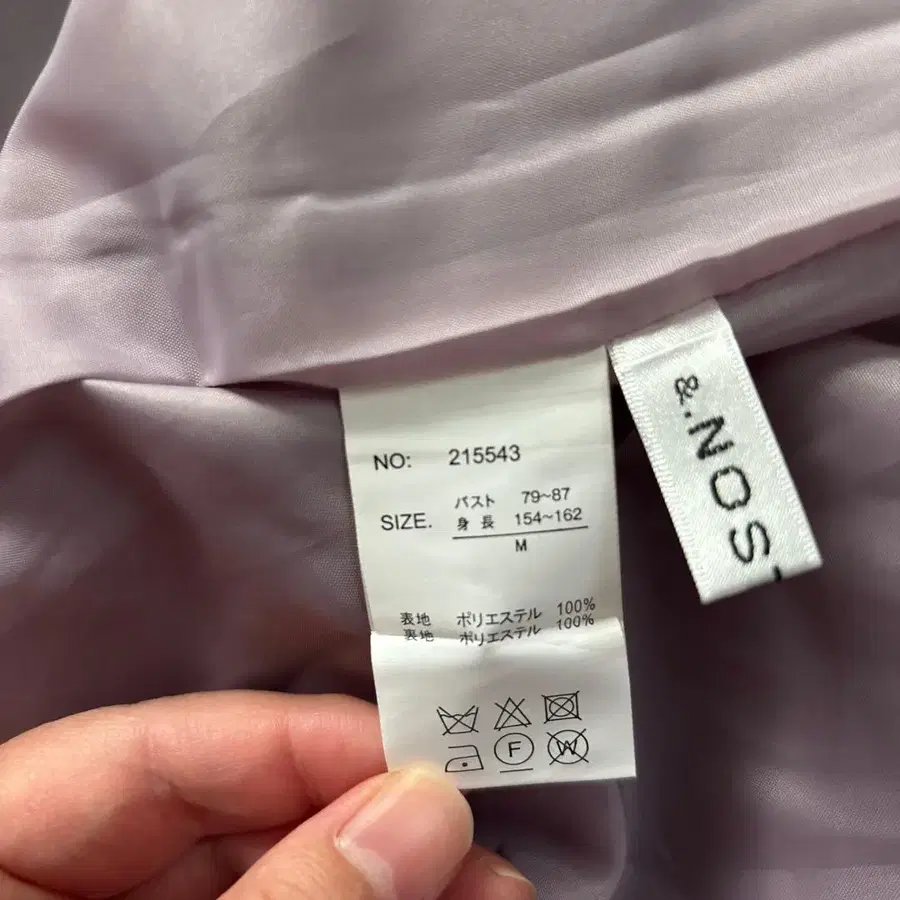 NO: 215543
SIZE. バスト 79~87
身長 154~162
M
表地 ポリエステル 100%
裏地 ポリエステル 100%
F
W
&.NOS